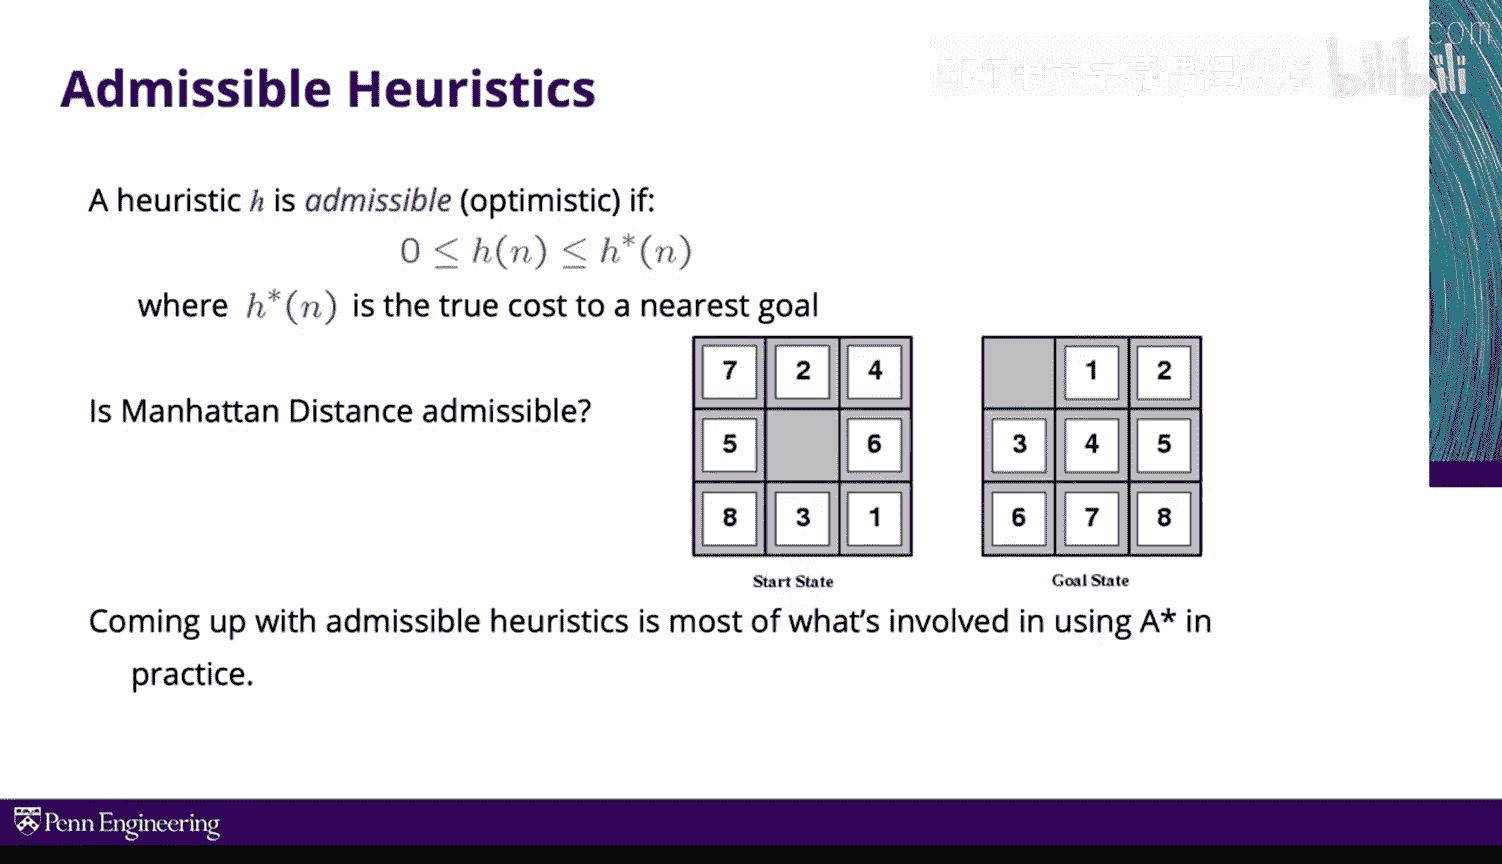 Admissible Heuristics
A heuristic h is admissible (optimistic) if:
0 ≤ h(n) ≤ h*(n)
where h*(n) is the true cost to a nearest goal
Is Manhattan Distance admissible?
7 2 4
5 6
8 3 1
Start State
1 2
3 4 5
6 7 8
Goal State
Coming up with admissible heuristics is most of what's involved in using A* in
practice.
Penn Engineering
bilibili
.com